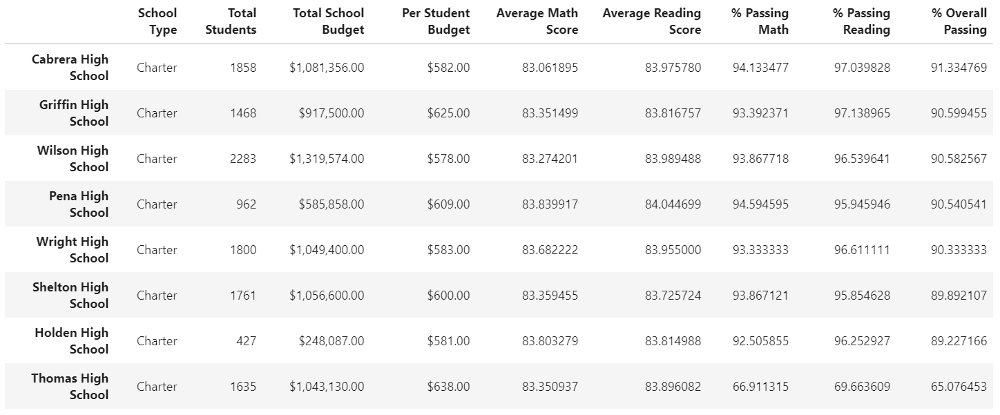 School Type Total Students Total School Budget Per Student Budget Average Math Score Average Reading Score % Passing Math % Passing Reading % Overall Passing
Cabrera High School Charter 1858 $1,081,356.00 $582.00 83.061895 83.975780 94.133477 97.039828 91.334769
Griffin High School Charter 1468 $917,500.00 $625.00 83.351499 83.816757 93.392371 97.138965 90.599455
Wilson High School Charter 2283 $1,319,574.00 $578.00 83.274201 83.989488 93.867718 96.539641 90.582567
Pena High School Charter 962 $585,858.00 $609.00 83.839917 84.044699 94.594595 95.945946 90.540541
Wright High School Charter 1800 $1,049,400.00 $583.00 83.682222 83.955000 93.333333 96.611111 90.333333
Shelton High School Charter 1761 $1,056,600.00 $600.00 83.359455 83.725724 93.867121 95.854628 89.892107
Holden High School Charter 427 $248,087.00 $581.00 83.803279 83.814988 92.505855 96.252927 89.227166
Thomas High School Charter 1635 $1,043,130.00 $638.00 83.350937 83.896082 66.911315 69.663609 65.076453